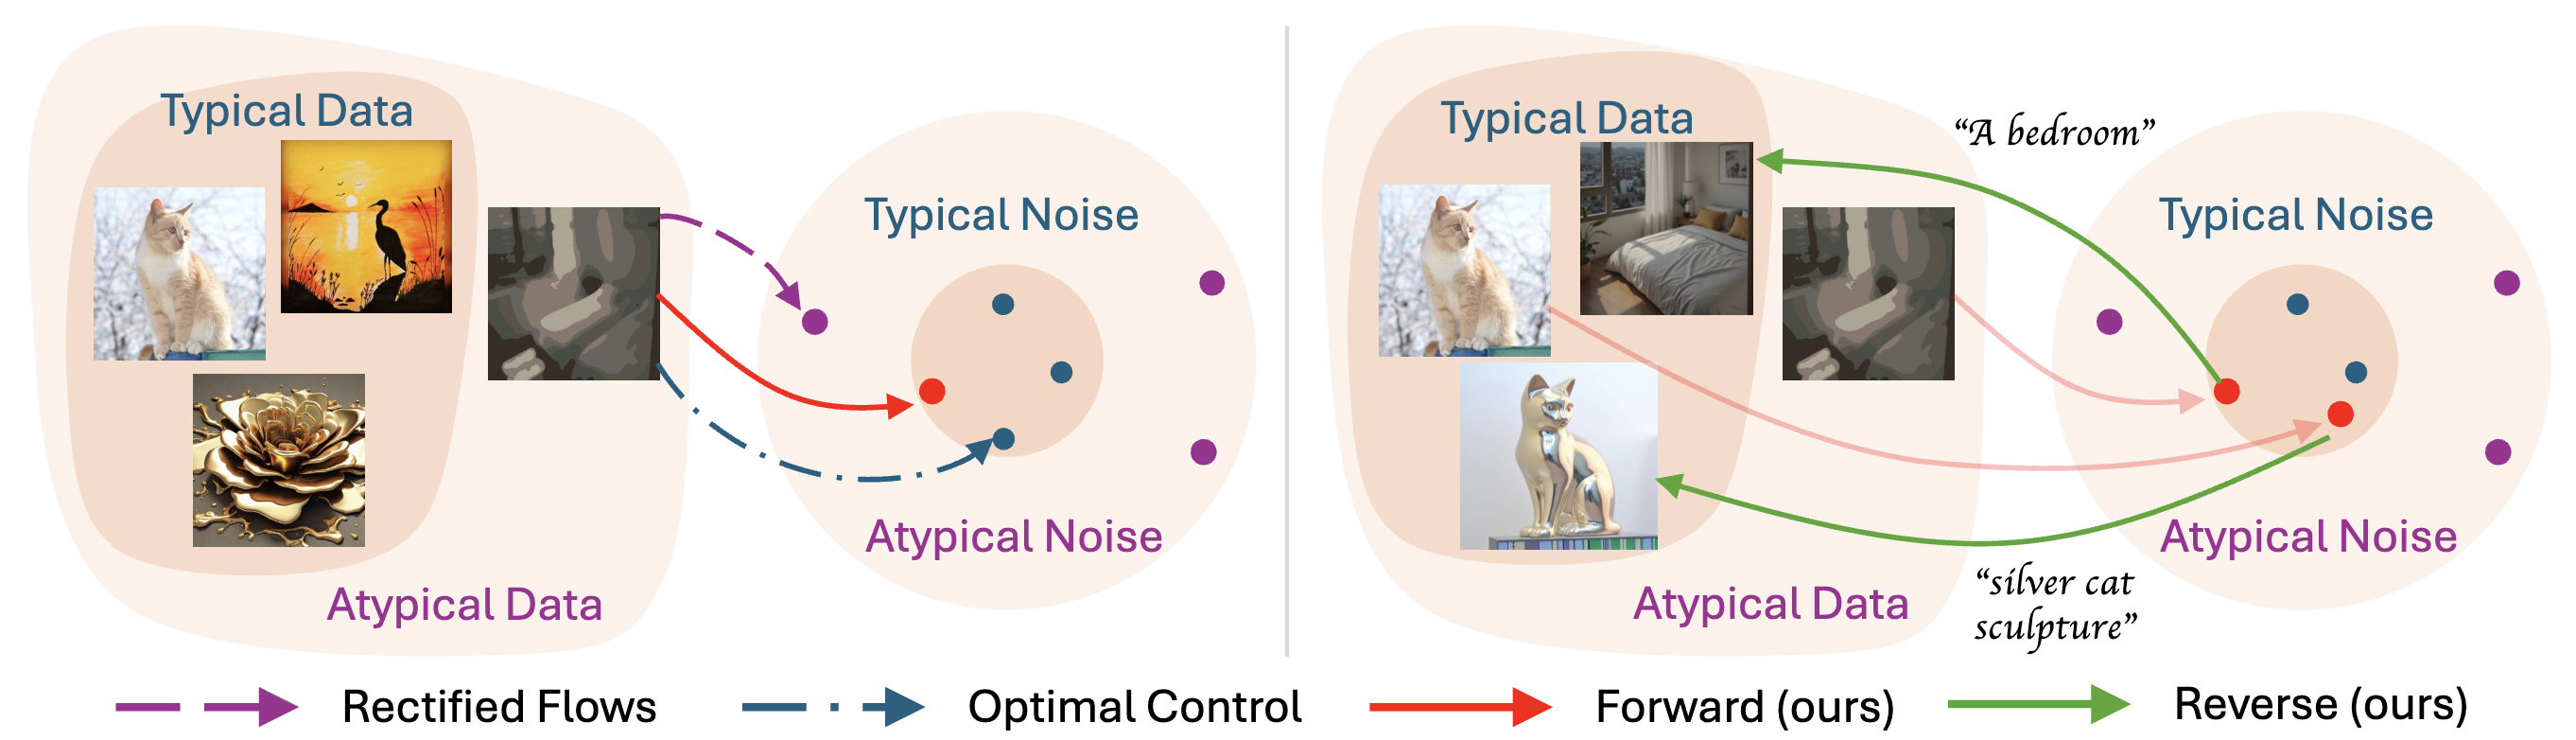 Typical Data
Typical Noise
Atypical Noise
Atypical Data
Typical Data
“A bedroom”
Typical Noise
Atypical Noise
“silver cat
sculpture”
Atypical Data
Rectified Flows
Optimal Control
Forward (ours)
Reverse (ours)